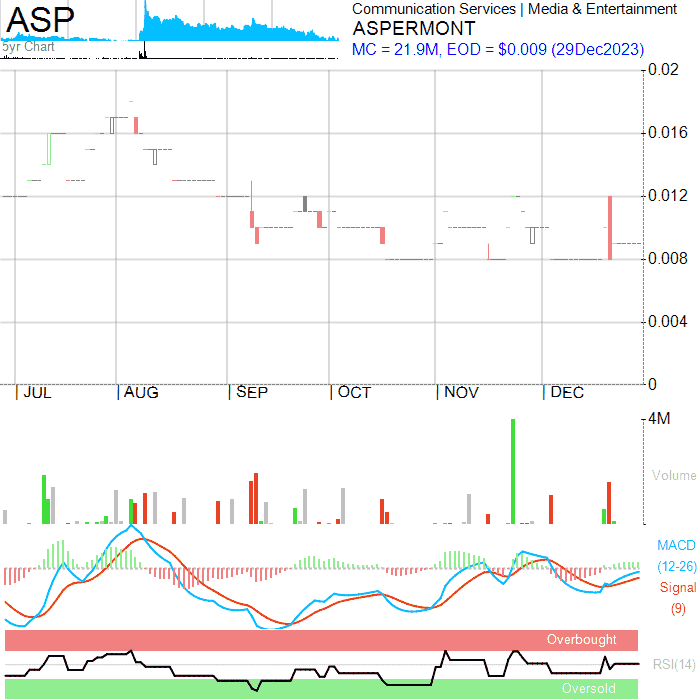 ASP
5yr Chart
Communication Services | Media & Entertainment
ASPERMONT
MC = 21.9M, EOD = $0.009 (29Dec2023)
0.02
0.016
0.012
0.008
0.004
0
JUL AUG SEP OCT NOV DEC
4M
Volume
MACD
(12-26)
Signal
(9)
Overbought
RSI(14)
Oversold